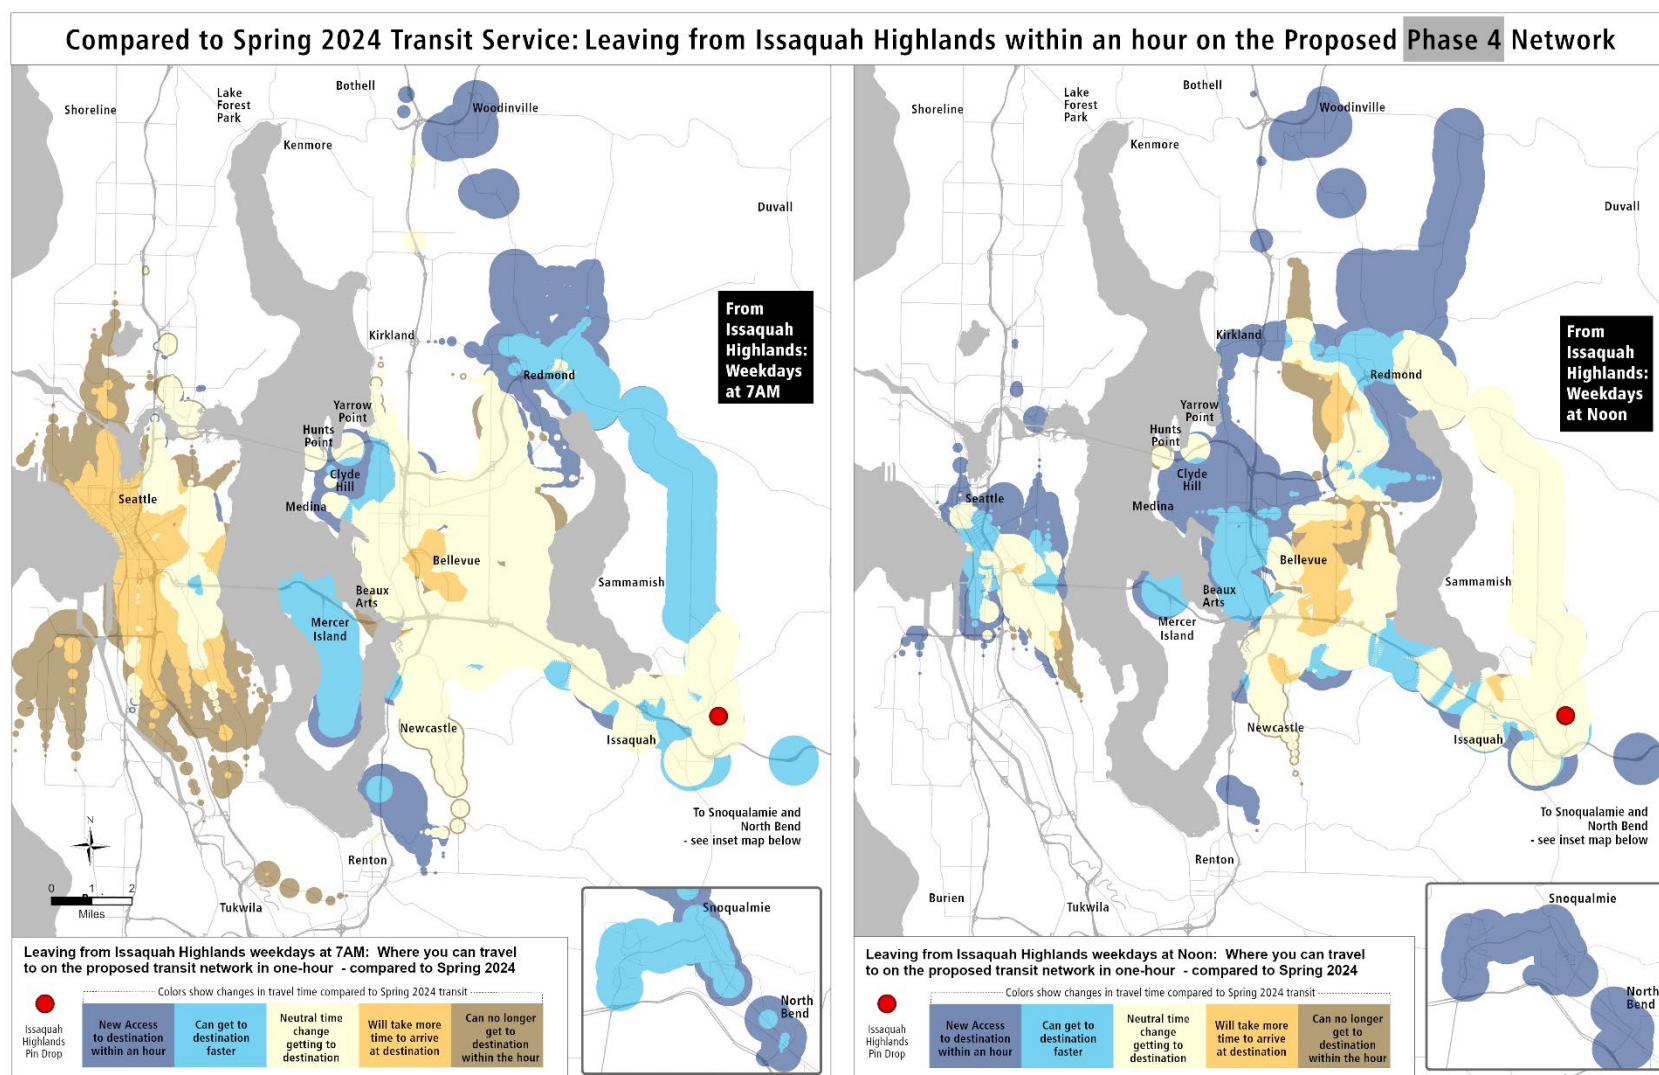 Compared to Spring 2024 Transit Service: Leaving from Issaquah Highlands within an hour on the Proposed Phase 4 Network
Bothell
Lake
Forest
Park
Shoreline
Woodinville
Kenmore
Duvall
From
Issaquah
Highlands:
Weekdays
at 7AM
Kirkland
Redmond
Yarrow
Point
Hunts
Point
Clyde
Hill
Seattle
Medina
Bellevue
Sammamish
Beaux
Arts
Mercer
Island
Newcastle
Issaquah
To Snoqualamie and
North Bend
- see inset map below
N
Renton
0 1 2
Miles
Tukwila
Snoqualmie
North
Bend
Leaving from Issaquah Highlands weekdays at 7AM: Where you can travel
to on the proposed transit network in one-hour - compared to Spring 2024
Colors show changes in travel time compared to Spring 2024 transit
Issaquah
Highlands
Pin Drop
New Access
to destination
within an hour
Can get to
destination
faster
Neutral time
change
getting to
destination
Will take more
time to arrive
at destination
Can no longer
get to
destination
within the hour
Bothell
Lake
Forest
Park
Shoreline
Woodinville
Kenmore
Duvall
From
Issaquah
Highlands:
Weekdays
at Noon
Kirkland
Redmond
Yarrow
Point
Hunts
Point
Clyde
Hill
Seattle
Medina
Bellevue
Sammamish
Beaux
Arts
Mercer
Island
Newcastle
Issaquah
To Snoqualamie and
North Bend
- see inset map below
Renton
Burien
Tukwila
Snoqualmie
North
Bend
Leaving from Issaquah Highlands weekdays at Noon: Where you can travel
to on the proposed transit network in one-hour - compared to Spring 2024
Colors show changes in travel time compared to Spring 2024 transit
Issaquah
Highlands
Pin Drop
New Access
to destination
within an hour
Can get to
destination
faster
Neutral time
change
getting to
destination
Will take more
time to arrive
at destination
Can no longer
get to
destination
within the hour